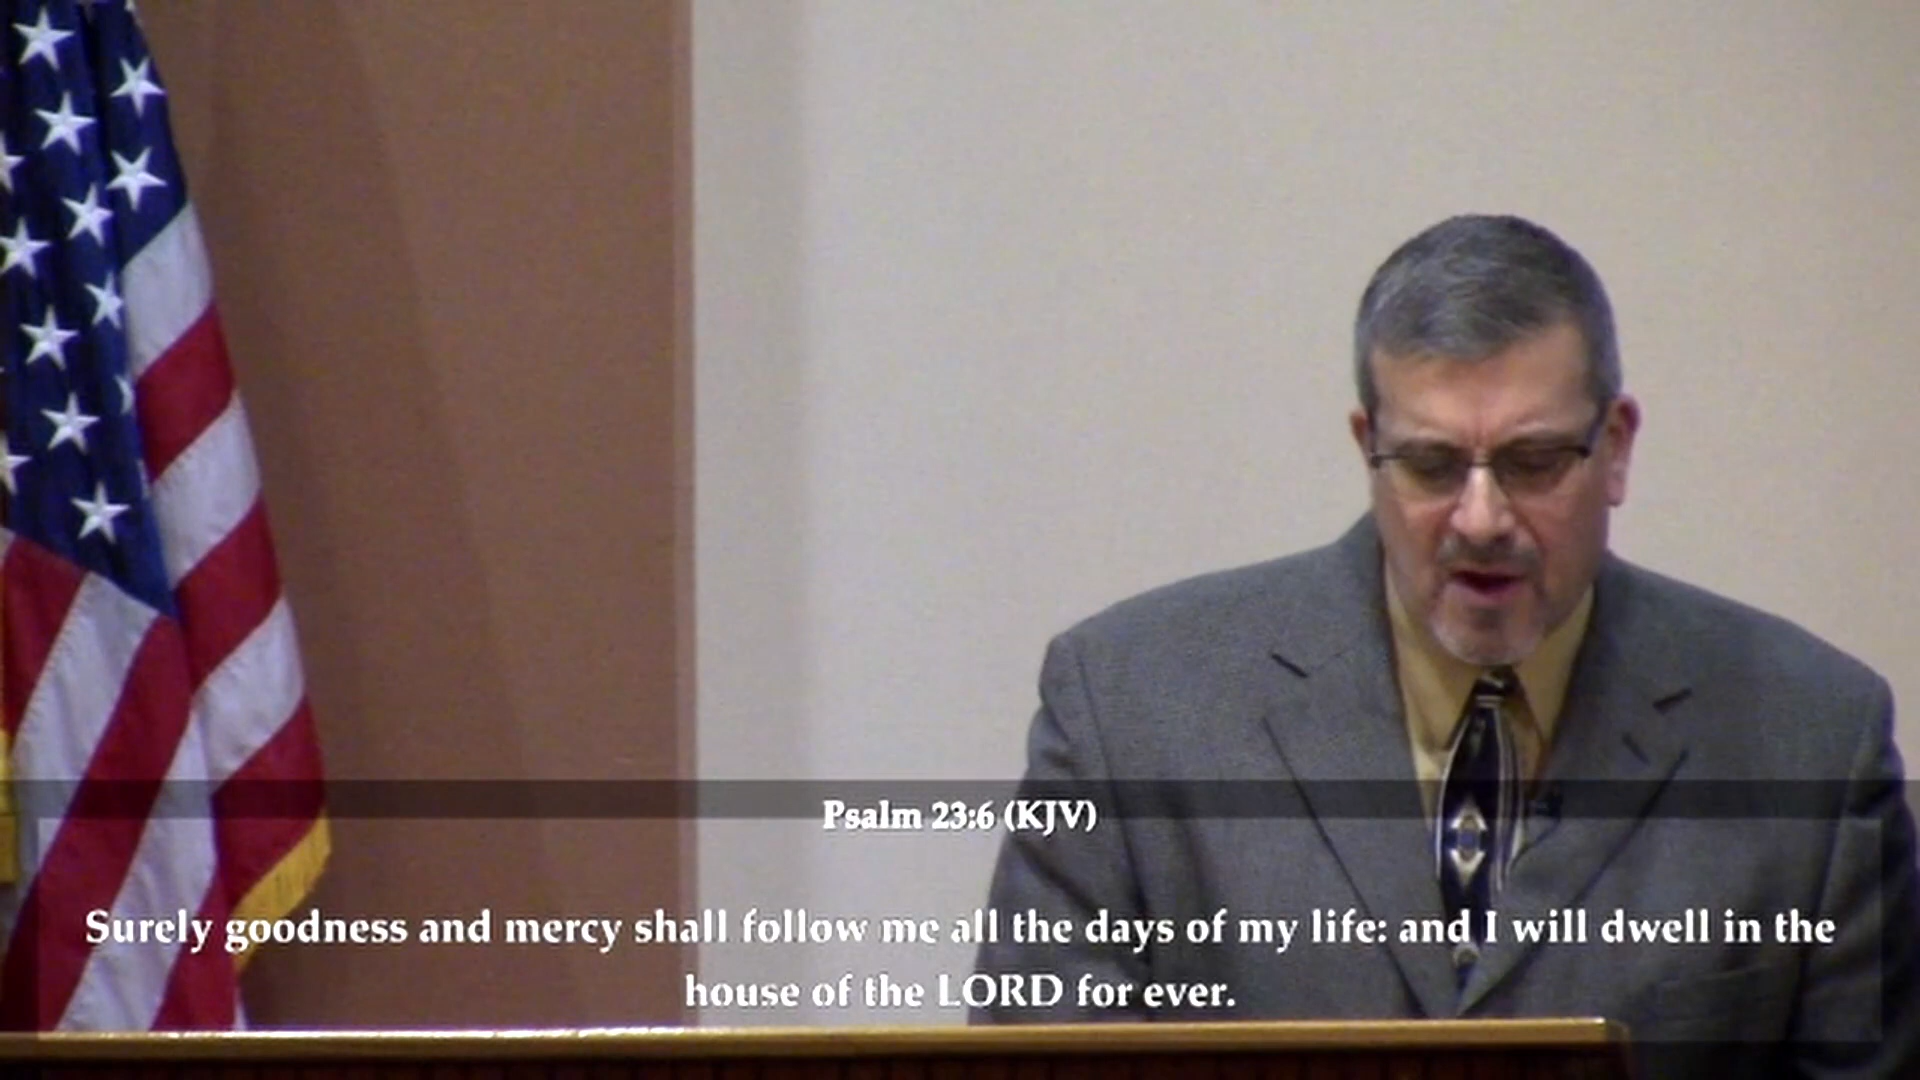 Psalm 23:6 (KJV)
Surely goodness and mercy shall follow me all the days of my life: and I will dwell in the
house of the LORD for ever.